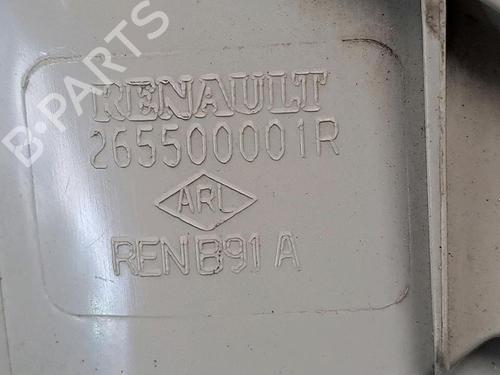 B-PARTS
RENAULT
265500001R
ARL
REN B91 A